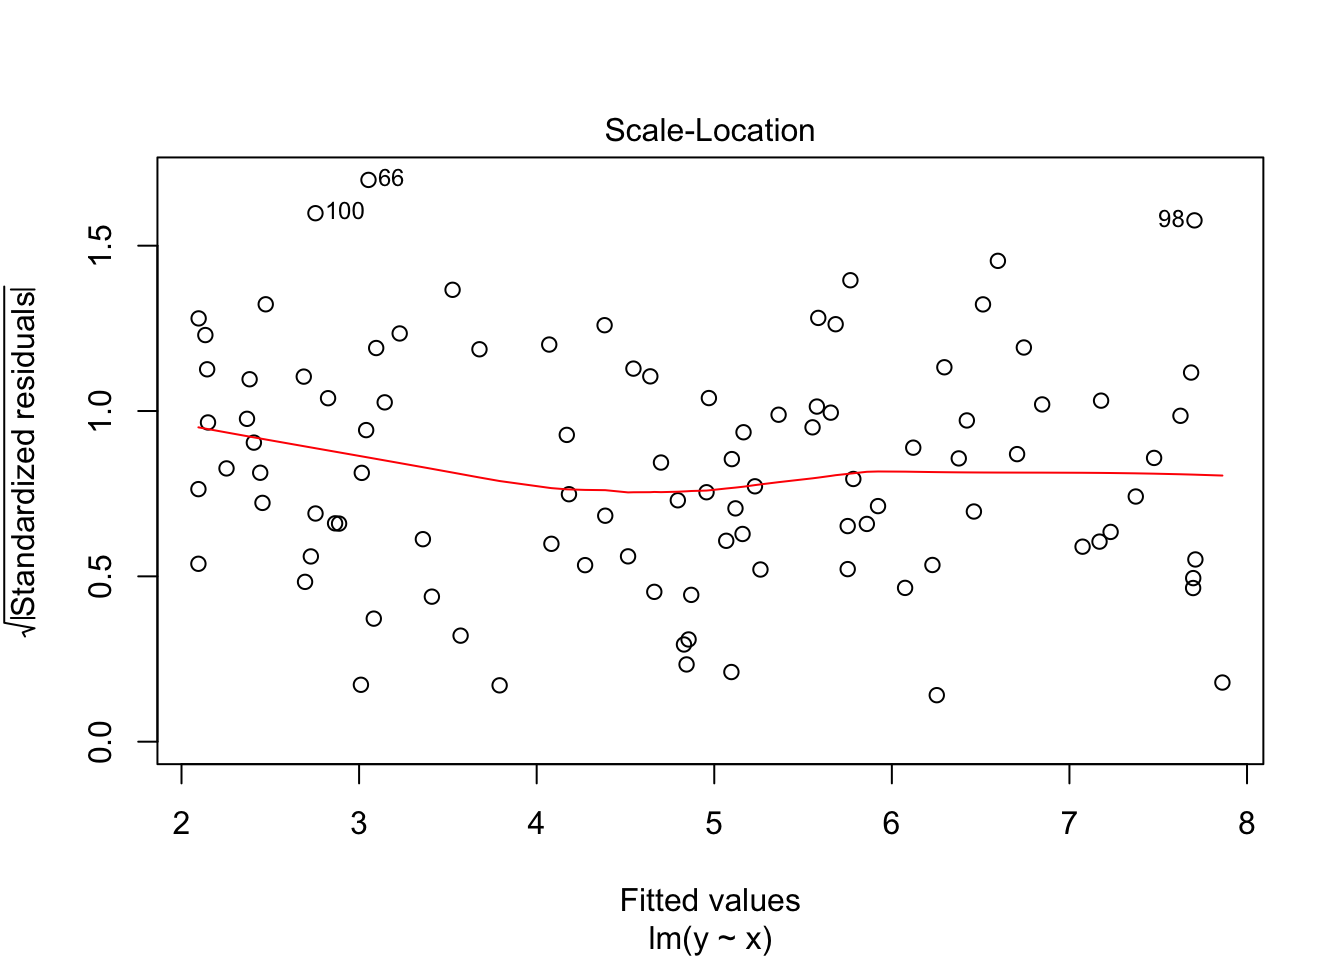 Scale-Location
66
100
98
√|Standardized residuals|
1.5
1.0
0.5
0.0
2 3 4 5 6 7 8
Fitted values
lm(y ~ x)